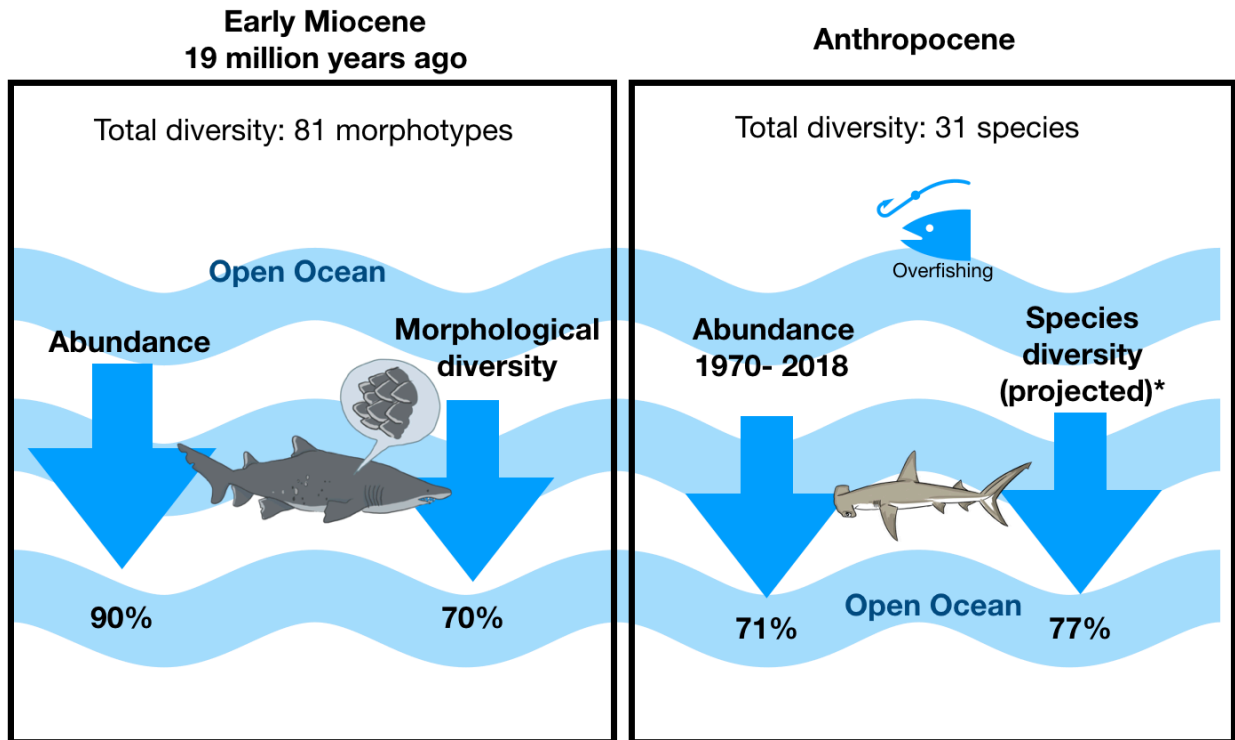 Early Miocene
19 million years ago
Total diversity: 81 morphotypes
Open Ocean
Abundance
Morphological
diversity
90%
70%
Anthropocene
Total diversity: 31 species
Overfishing
Abundance
1970- 2018
Species
diversity
(projected)*
Open Ocean
71%
77%